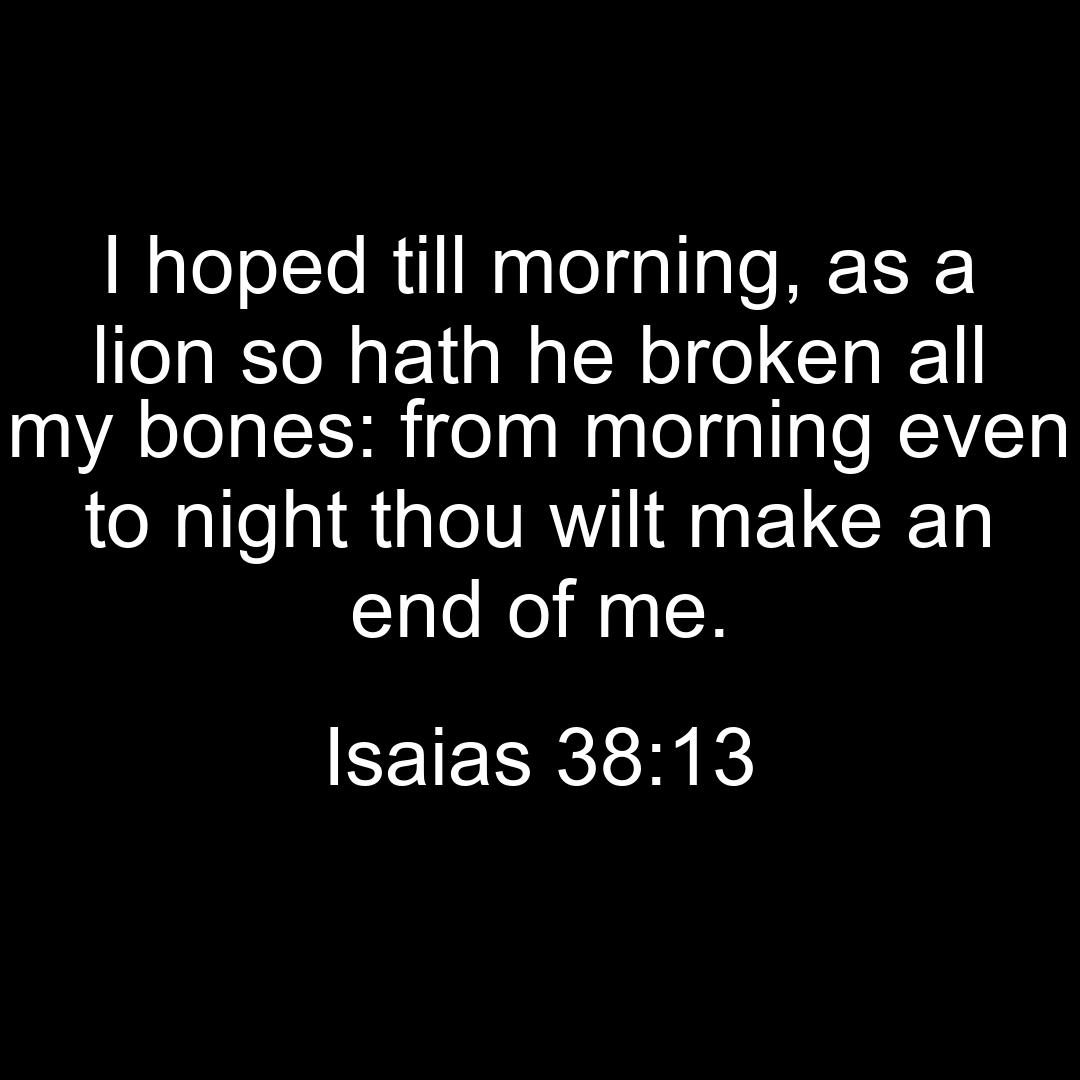 I hoped till morning, as a
lion so hath he broken all
my bones: from morning even
to night thou wilt make an
end of me.
Isaias 38:13